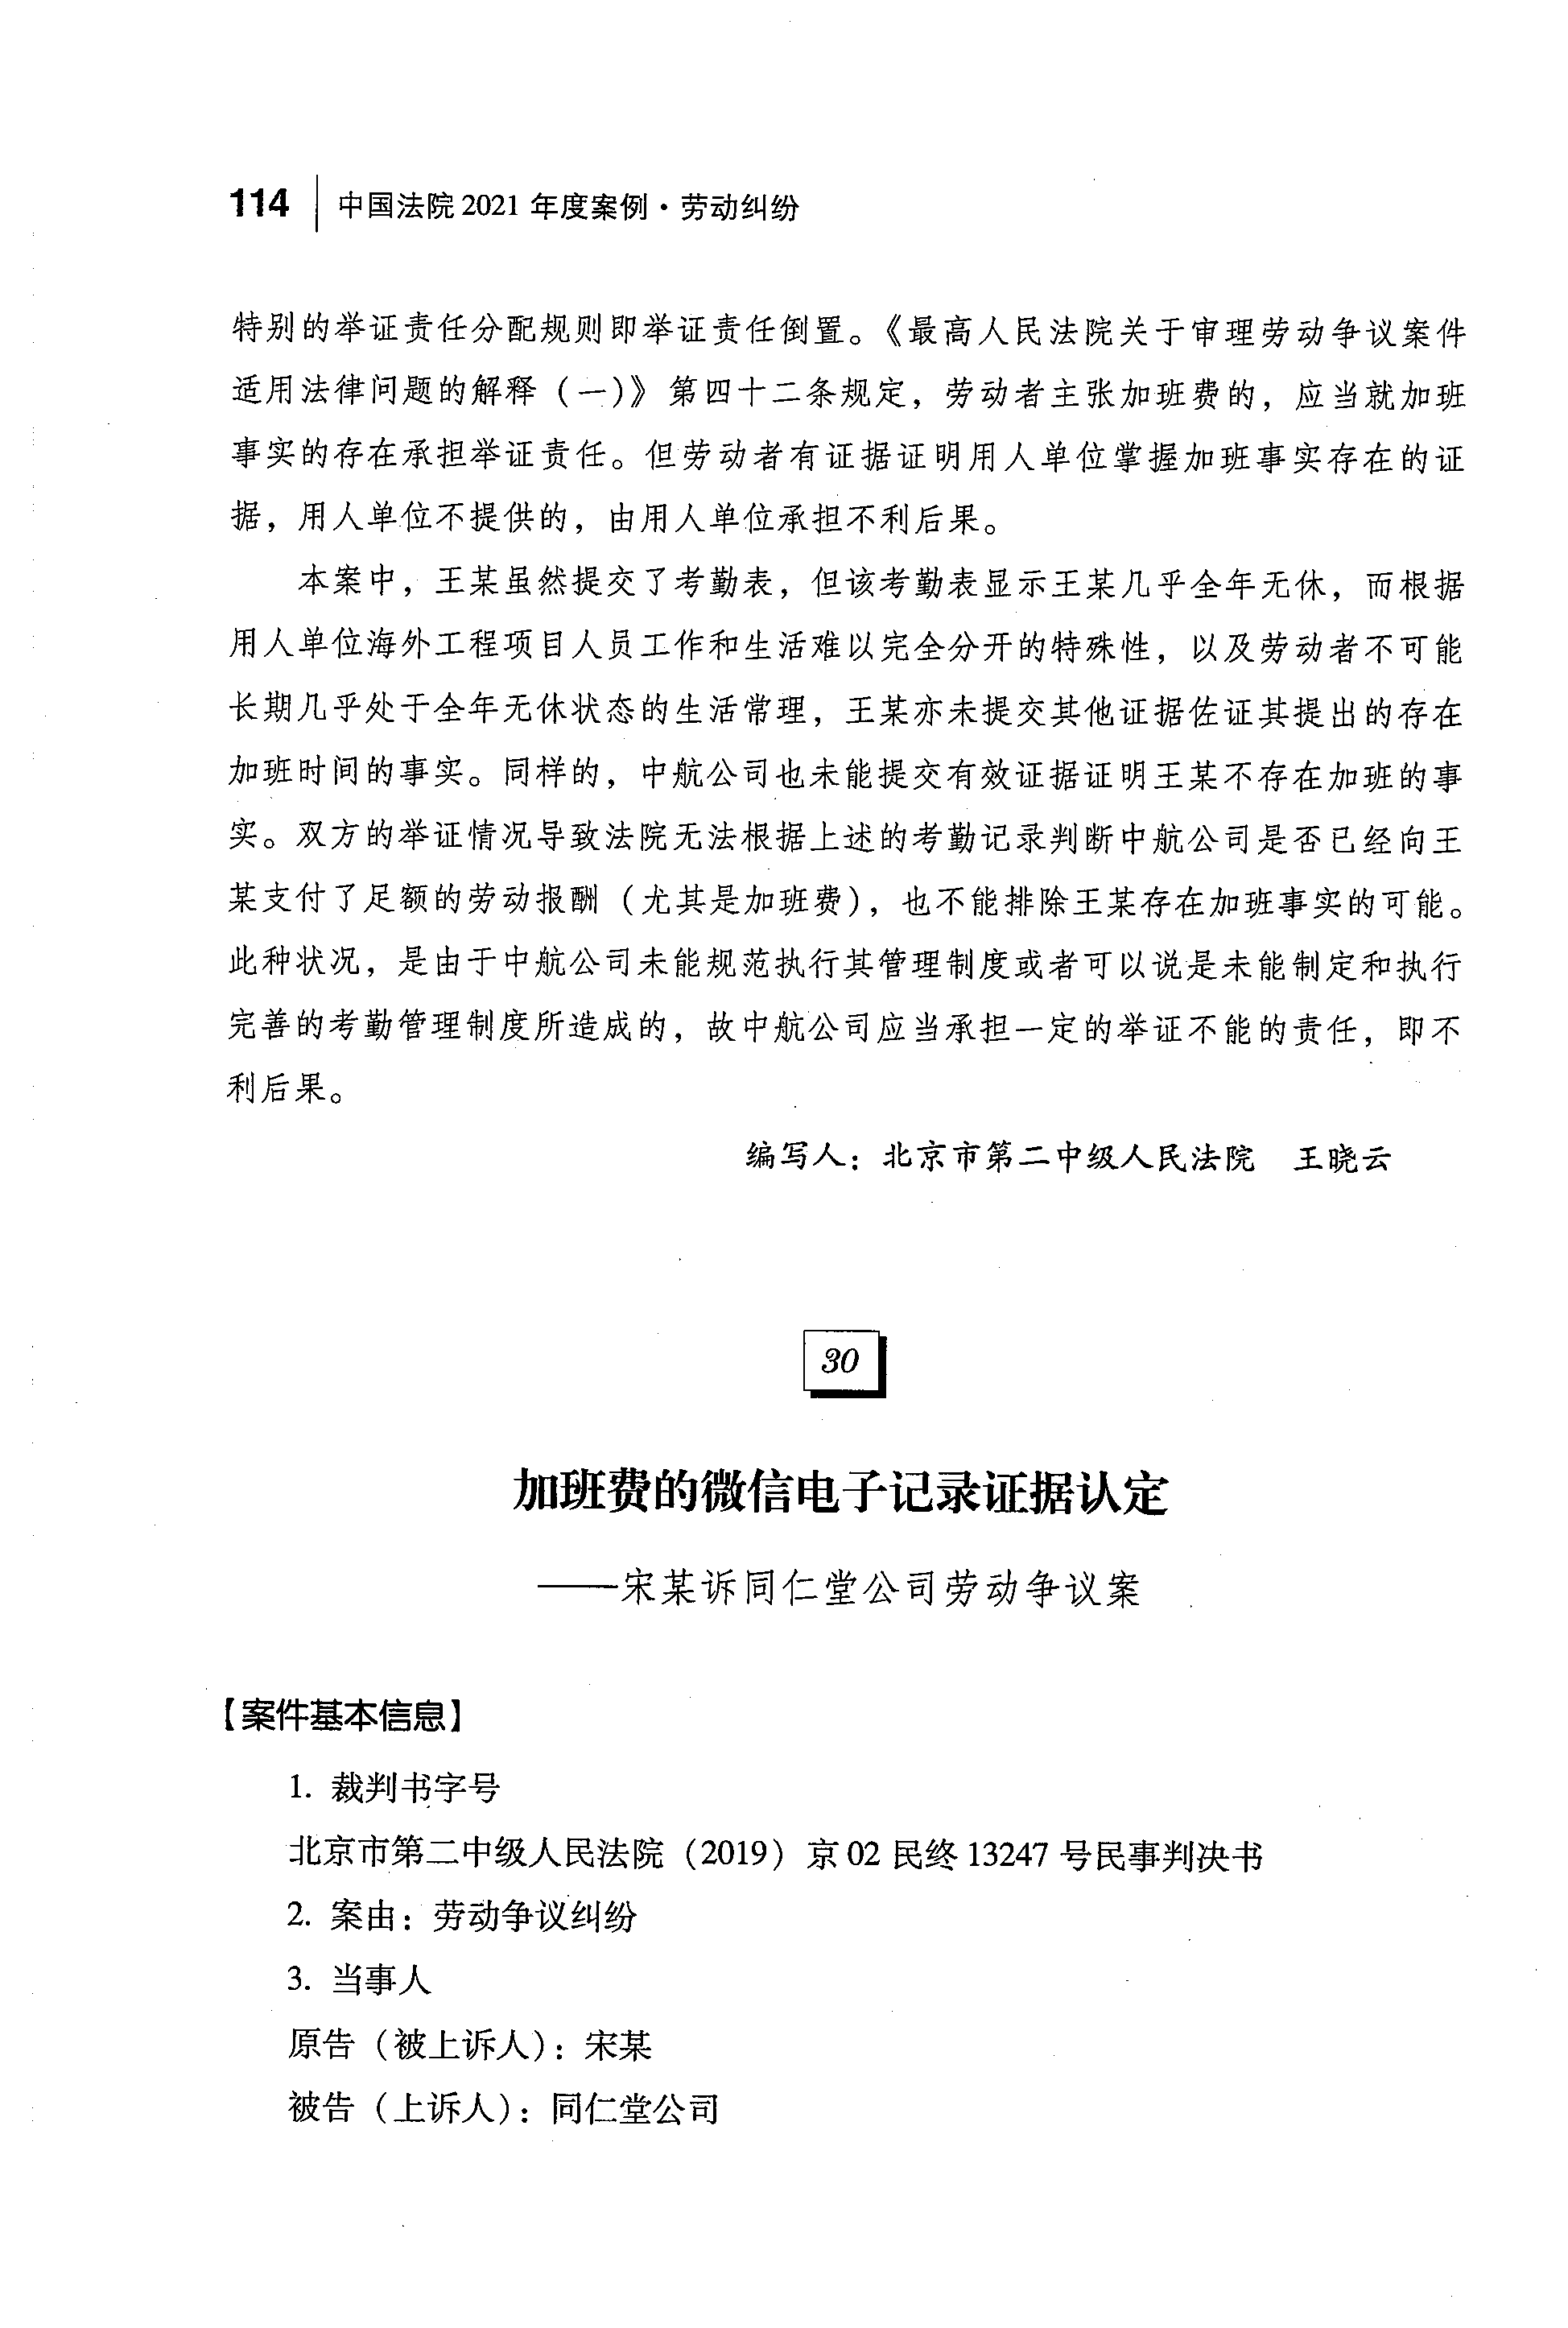 114 中国法院2021年度案例·劳动纠纷
特别的举证责任分配规则即举证责任倒置。《最高人民法院关于审理劳动争议案件
适用法律问题的解释（一）》第四十二条规定，劳动者主张加班费的，应当就加班
事实的存在承担举证责任。但劳动者有证据证明用人单位掌握加班事实存在的证
据，用人单位不提供的，由用人单位承担不利后果。
本案中，王某虽然提交了考勤表，但该考勤表显示王某几乎全年无休，而根据
用人单位海外工程项目人员工作和生活难以完全分开的特殊性，以及劳动者不可能
长期几乎处于全年无休状态的生活常理，王某亦未提交其他证据佐证其提出的存在
加班时间的事实。同样的，中航公司也未能提交有效证据证明王某不存在加班的事
实。双方的举证情况导致法院无法根据上述的考勤记录判断中航公司是否已经向王
某支付了足额的劳动报酬（尤其是加班费），也不能排除王某存在加班事实的可能。
此种状况，是由于中航公司未能规范执行其管理制度或者可以说是未能制定和执行
完善的考勤管理制度所造成的，故中航公司应当承担一定的举证不能的责任，即不
利后果。
编写人：北京市第二中级人民法院 王晓云
30
加班费的微信电子记录证据认定
——宋某诉同仁堂公司劳动争议案
【案件基本信息】
1. 裁判书字号
北京市第二中级人民法院（2019）京02民终13247号民事判决书
2. 案由：劳动争议纠纷
3. 当事人
原告（被上诉人）：宋某
被告（上诉人）：同仁堂公司